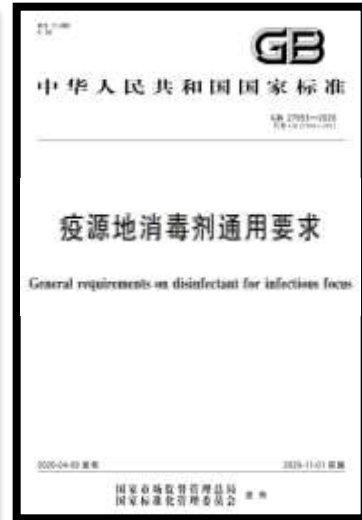 GB
中华人民共和国国家标准
GB 27953—2020
疫源地消毒剂通用要求
General requirements on disinfectant for infectious focus
2020-04-09 发布
2020-11-01 实施
国家市场监督管理总局
国家标准化管理委员会
发布